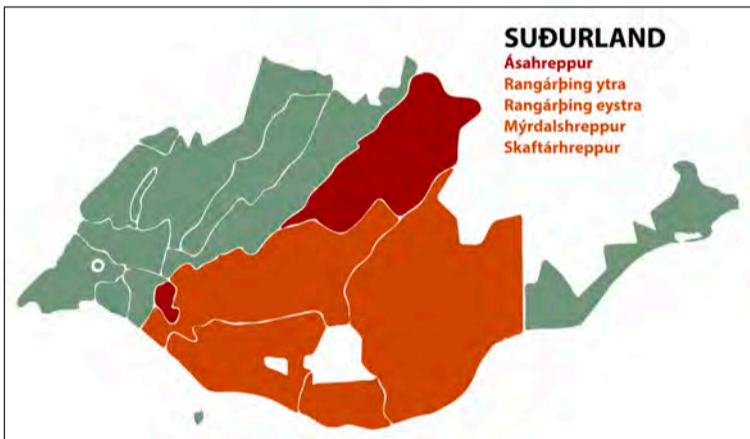 SUÐURLAND
Ásahreppur
Rangárþing ytra
Rangárþing eystra
Mýrdalshreppur
Skaftárhreppur